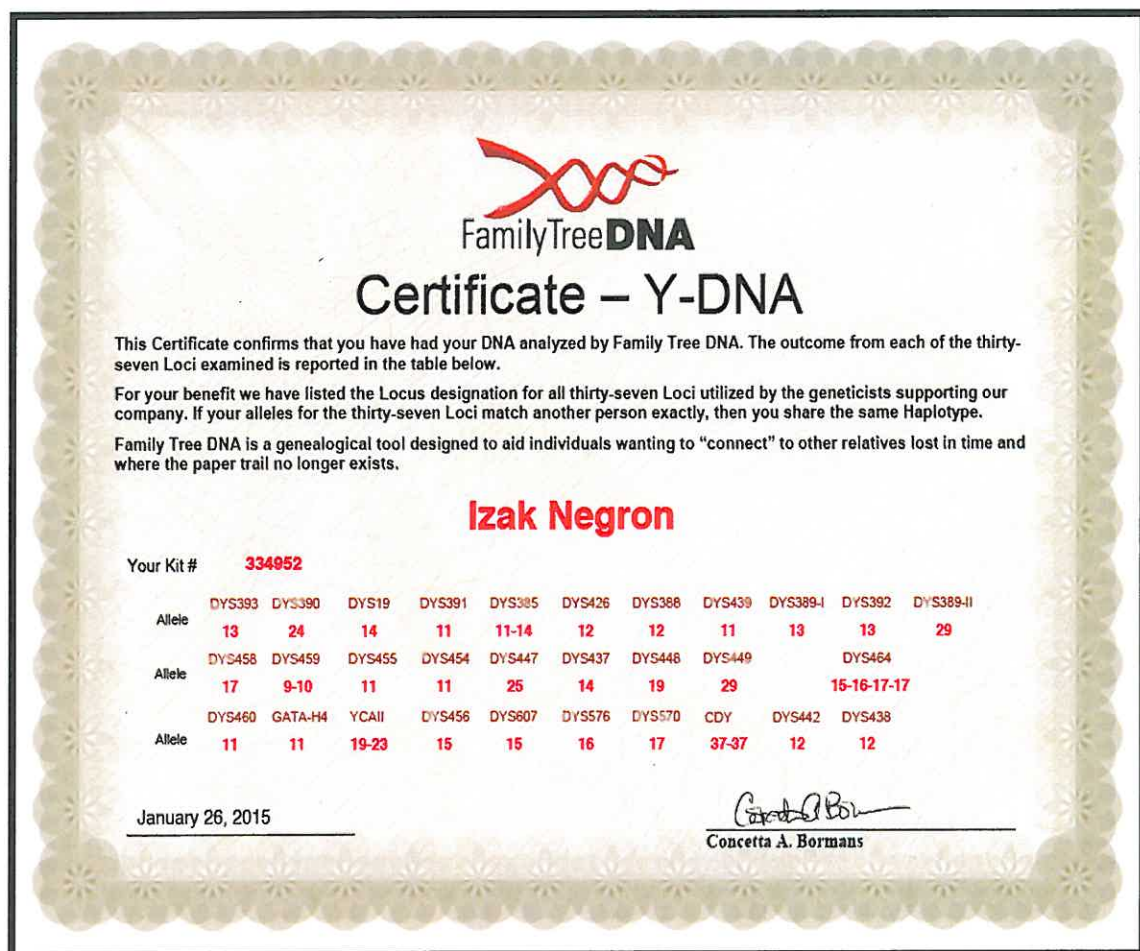 FamilyTreeDNA
Certificate – Y-DNA
This Certificate confirms that you have had your DNA analyzed by Family Tree DNA. The outcome from each of the thirty-
seven Loci examined is reported in the table below.
For your benefit we have listed the Locus designation for all thirty-seven Loci utilized by the geneticists supporting our
company. If your alleles for the thirty-seven Loci match another person exactly, then you share the same Haplotype.
Family Tree DNA is a genealogical tool designed to aid individuals wanting to “connect” to other relatives lost in time and
where the paper trail no longer exists.
Izak Negron
Your Kit # 334952
DYS393 DYS390 DYS19 DYS391 DYS385 DYS426 DYS388 DYS439 DYS389-I DYS392 DYS389-II
Allele
13 24 14 11 11-14 12 12 11 13 13 29
DYS458 DYS459 DYS455 DYS454 DYS447 DYS437 DYS448 DYS449 DYS464
Allele
17 9-10 11 11 25 14 19 29 15-16-17-17
DYS460 GATA-H4 YCAII DYS456 DYS607 DYS576 DYS570 CDY DYS442 DYS438
Allele
11 11 19-23 15 15 16 17 37-37 12 12
January 26, 2015
Concetta A. Bormans